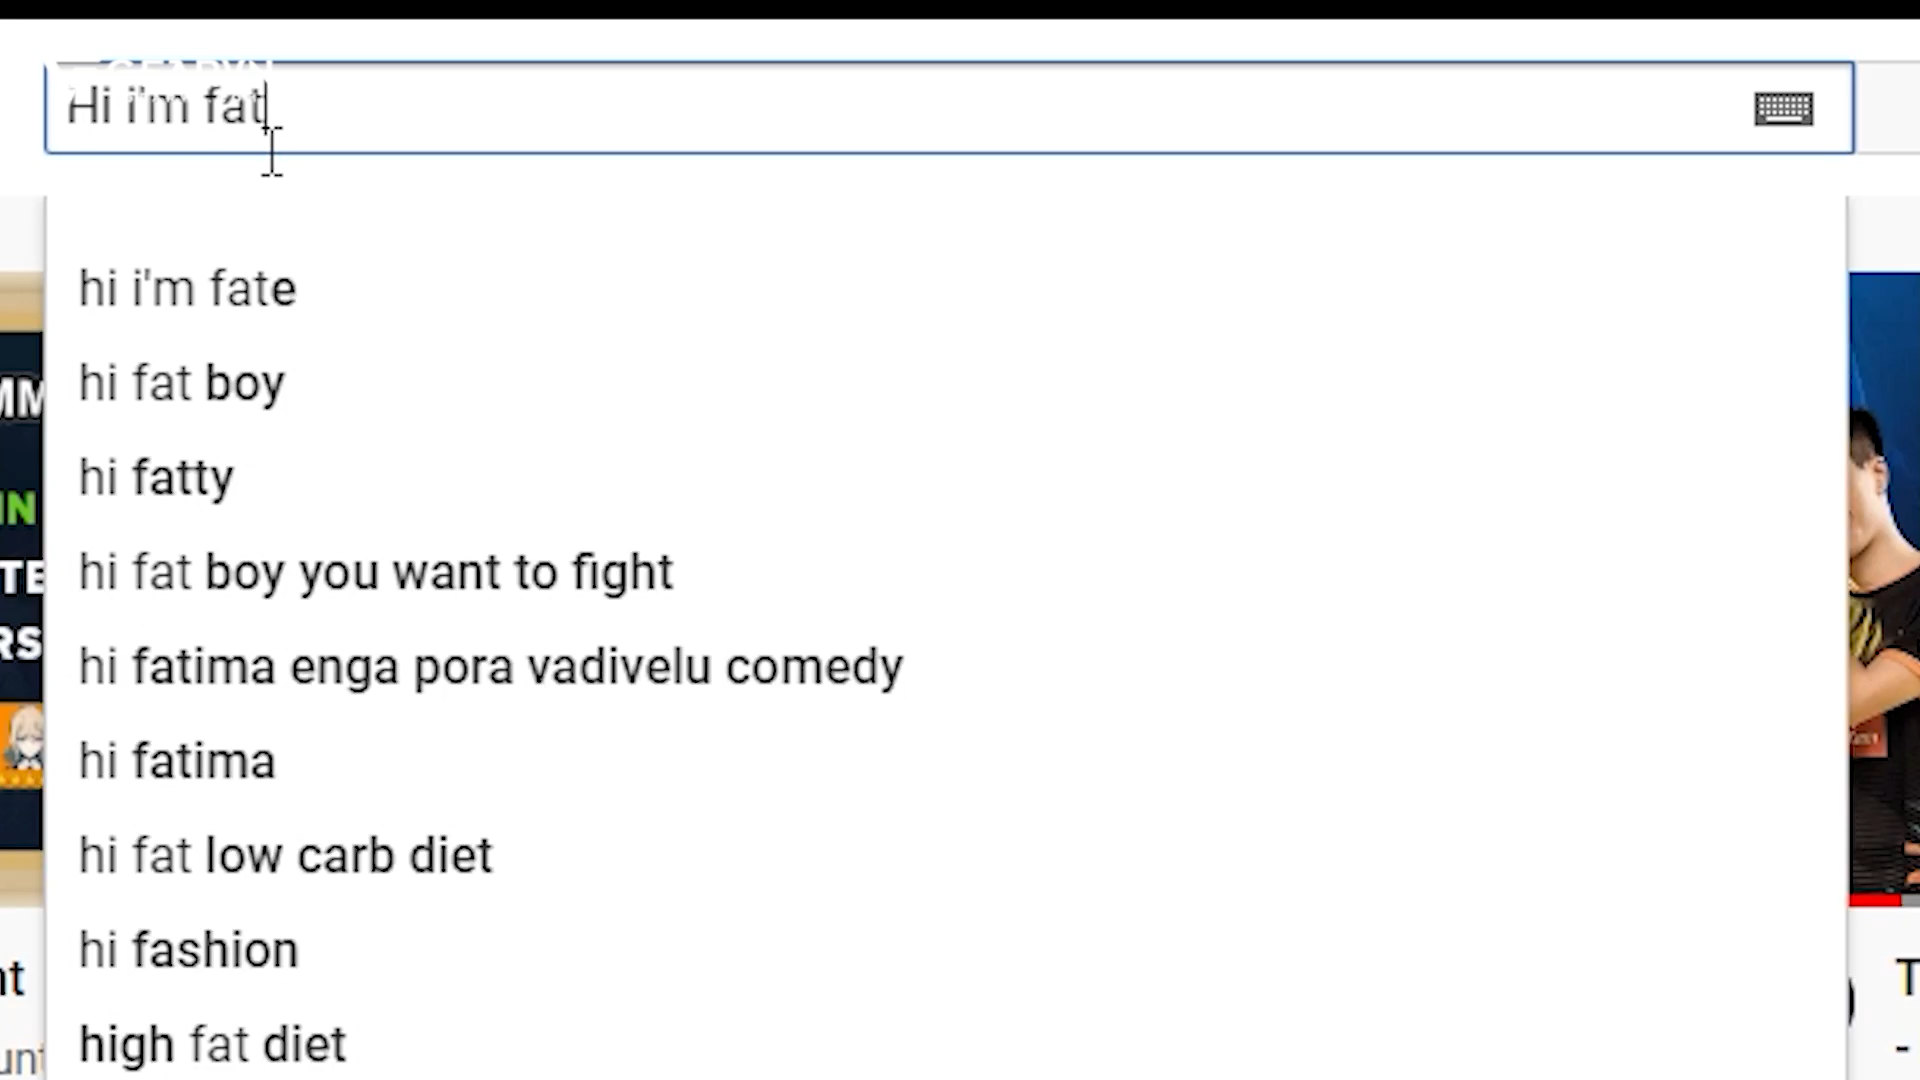 Hi i'm fat
hi i'm fate
hi fat boy
hi fatty
hi fat boy you want to fight
hi fatima enga pora vadivelu comedy
hi fatima
hi fat low carb diet
hi fashion
high fat diet